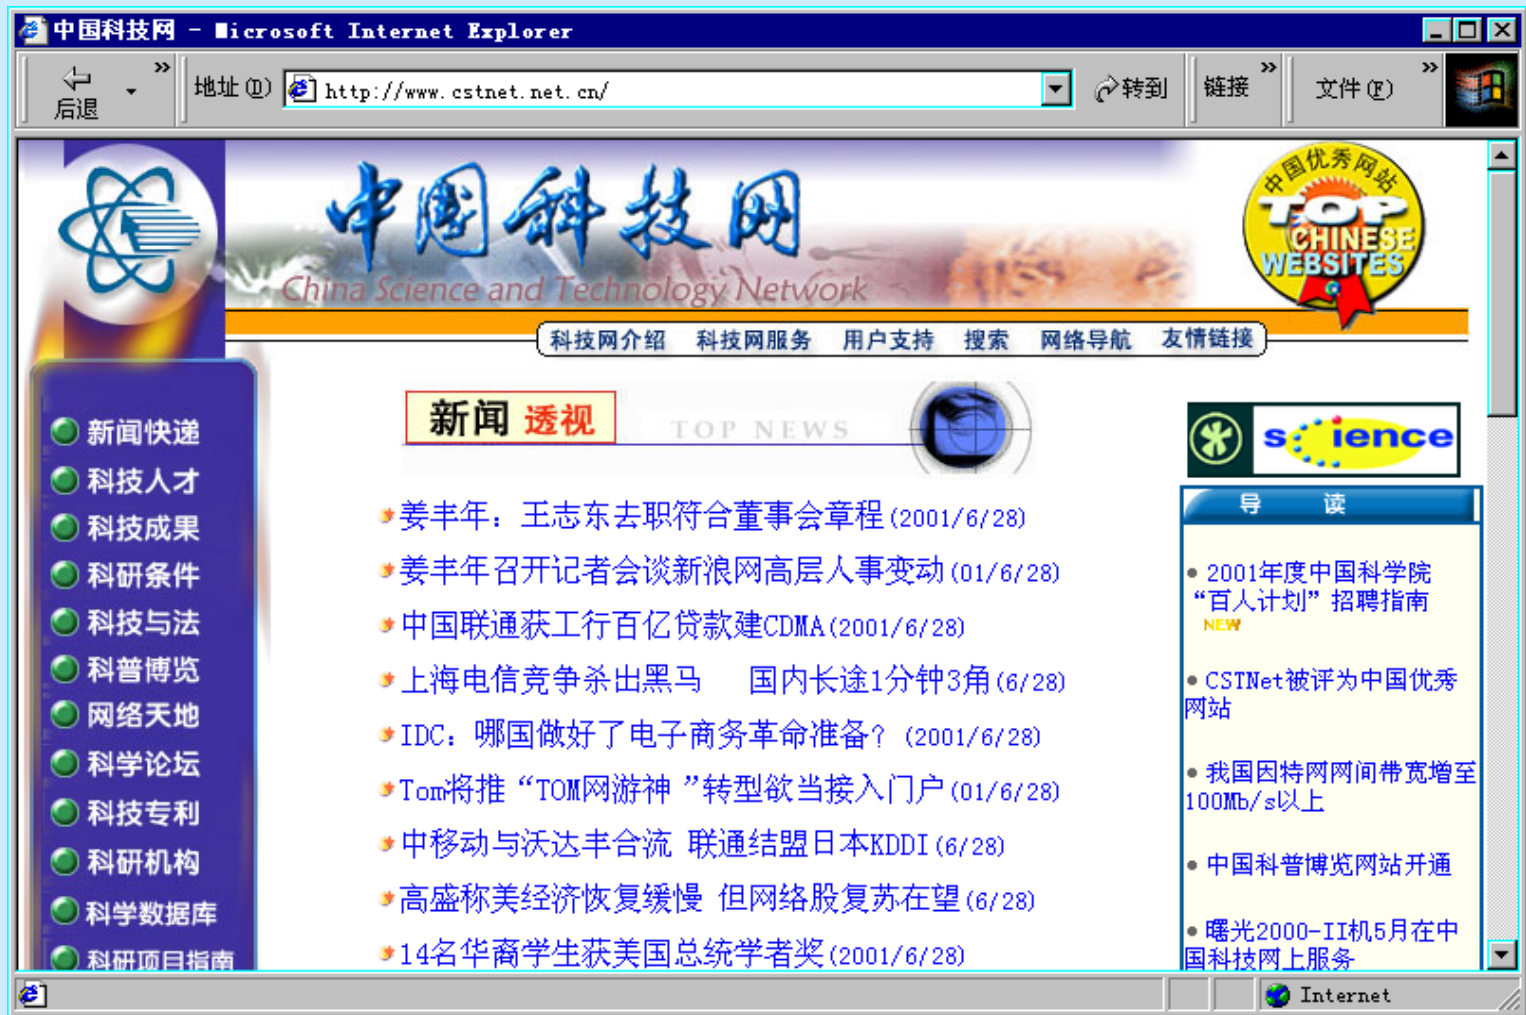 中国科技网 - Microsoft Internet Explorer
后退
地址(D)
http://www.cstnet.net.cn/
转到
链接
文件(F)
中国科技网
China Science and Technology Network
中国优秀网站
TOP
CHINESE
WEBSITES
科技网介绍 科技网服务 用户支持 搜索 网络导航 友情链接
新闻快递
科技人才
科技成果
科研条件
科技与法
科普博览
网络天地
科学论坛
科技专利
科研机构
科学数据库
科研项目指南
新闻 透视
TOP NEWS
姜丰年：王志东去职符合董事会章程(2001/6/28)
姜丰年召开记者会谈新浪网高层人事变动(01/6/28)
中国联通获工行百亿贷款建CDMA(2001/6/28)
上海电信竞争杀出黑马 国内长途1分钟3角(6/28)
IDC：哪国做好了电子商务革命准备？(2001/6/28)
Tom将推“TOM网游神 ”转型欲当接入门户(01/6/28)
中移动与沃达丰合流 联通结盟日本KDDI(6/28)
高盛称美经济恢复缓慢 但网络股复苏在望(6/28)
14名华裔学生获美国总统学者奖(2001/6/28)
science
导 读
2001年度中国科学院
“百人计划”招聘指南
NEW
CSTNet被评为中国优秀
网站
我国因特网网间带宽增至
100Mb/s以上
中国科普博览网站开通
曙光2000-II机5月在中
国科技网上服务
Internet